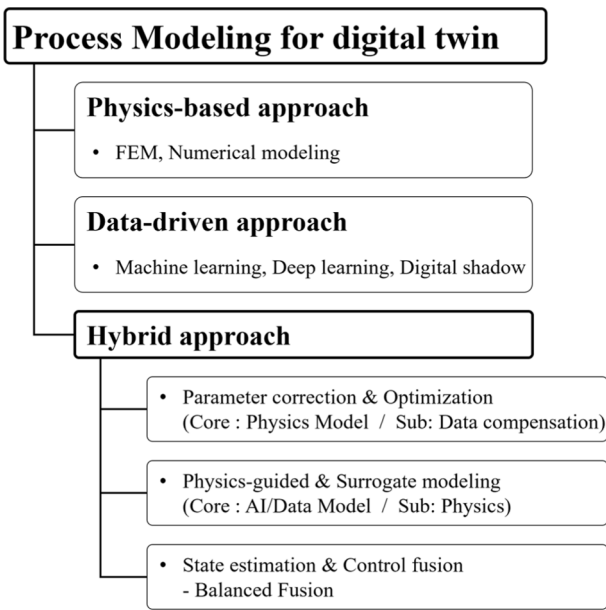 Process Modeling for digital twin
Physics-based approach
• FEM, Numerical modeling
Data-driven approach
• Machine learning, Deep learning, Digital shadow
Hybrid approach
• Parameter correction & Optimization
(Core : Physics Model / Sub: Data compensation)
• Physics-guided & Surrogate modeling
(Core : AI/Data Model / Sub: Physics)
• State estimation & Control fusion
- Balanced Fusion